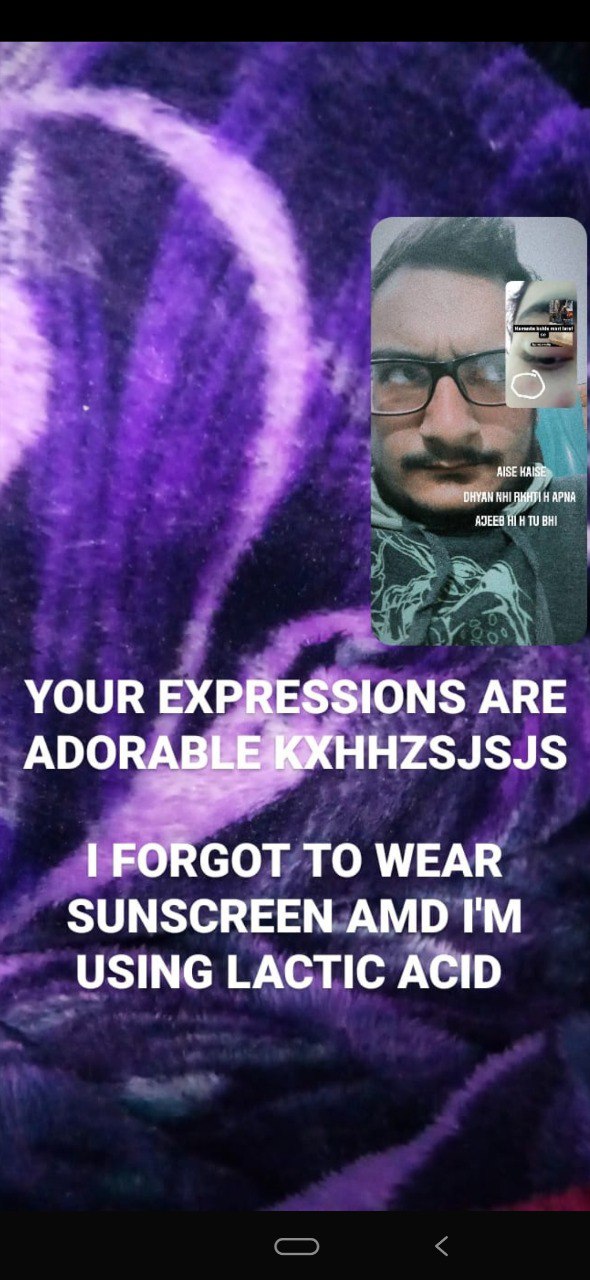 AISE KAISE
DHYAN NHI RKHTI H APNA
AJEEB HI H TU BHI
YOUR EXPRESSIONS ARE
ADORABLE KXHHZSJSJS
I FORGOT TO WEAR
SUNSCREEN AMD I'M
USING LACTIC ACID